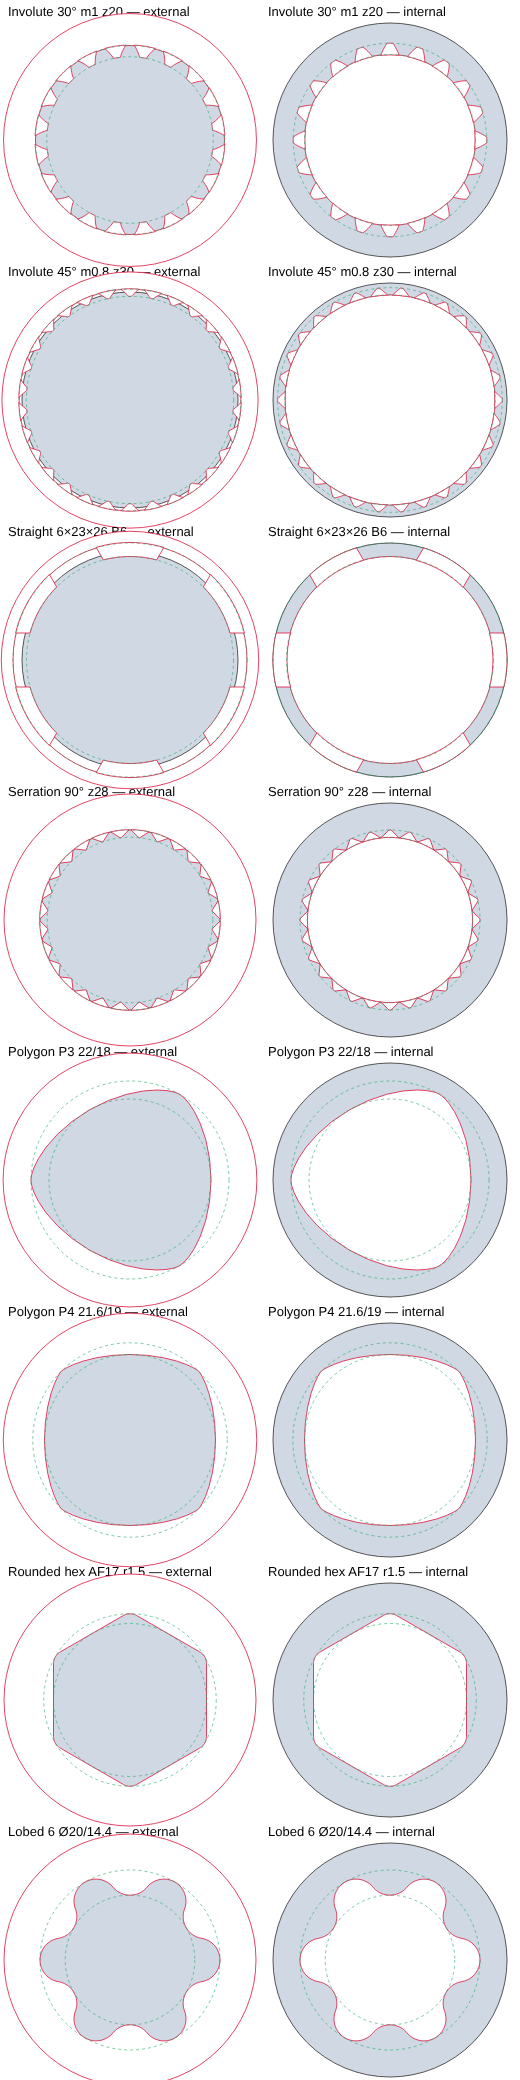 Involute 30° m1 z20 — external
Involute 30° m1 z20 — internal
Involute 45° m0.8 z30 — external
Involute 45° m0.8 z30 — internal
Straight 6×23×26 B6 — external
Straight 6×23×26 B6 — internal
Serration 90° z28 — external
Serration 90° z28 — internal
Polygon P3 22/18 — external
Polygon P3 22/18 — internal
Polygon P4 21.6/19 — external
Polygon P4 21.6/19 — internal
Rounded hex AF17 r1.5 — external
Rounded hex AF17 r1.5 — internal
Lobed 6 Ø20/14.4 — external
Lobed 6 Ø20/14.4 — internal